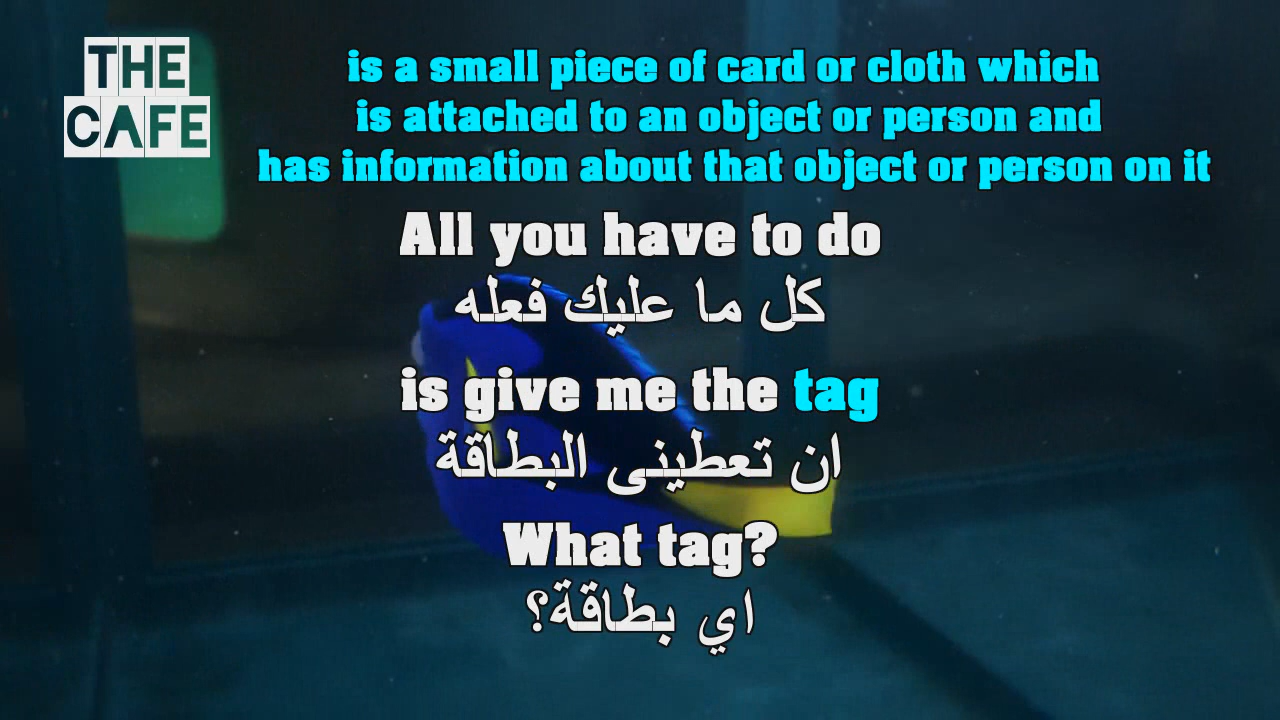 THE
CAFE
is a small piece of card or cloth which
is attached to an object or person and
has information about that object or person on it
All you have to do
كل ما عليك فعله
is give me the tag
ان تعطينى البطاقة
What tag?
اي بطاقة؟